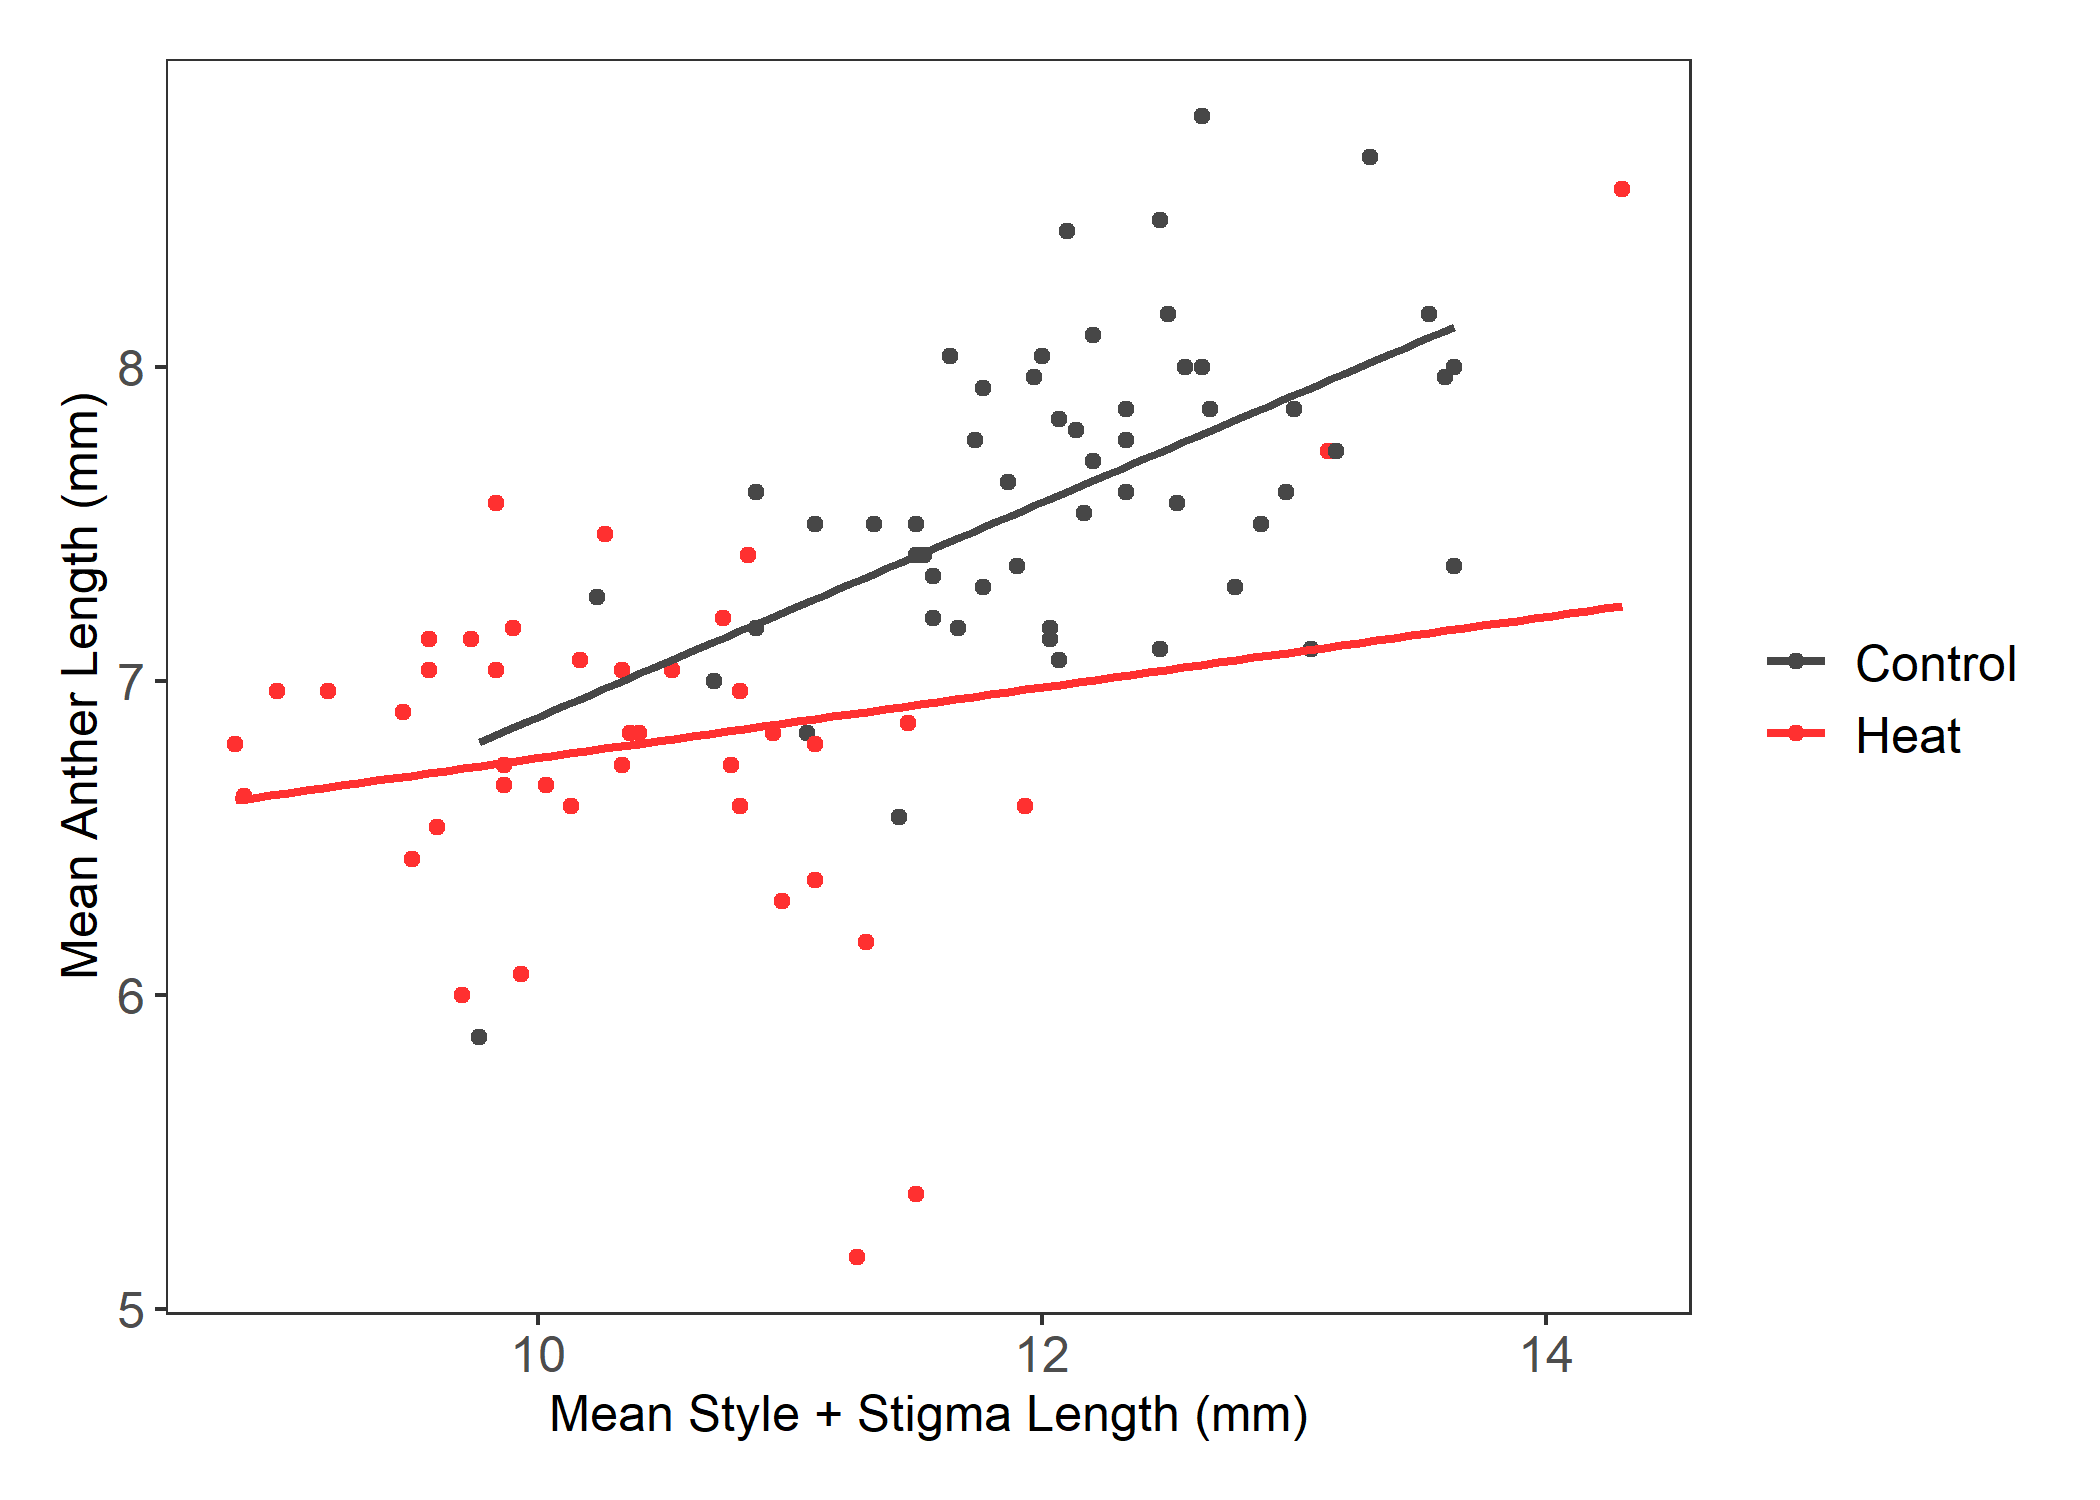 Mean Anther Length (mm)
8
7
6
5
10 12 14
Mean Style + Stigma Length (mm)
Control
Heat